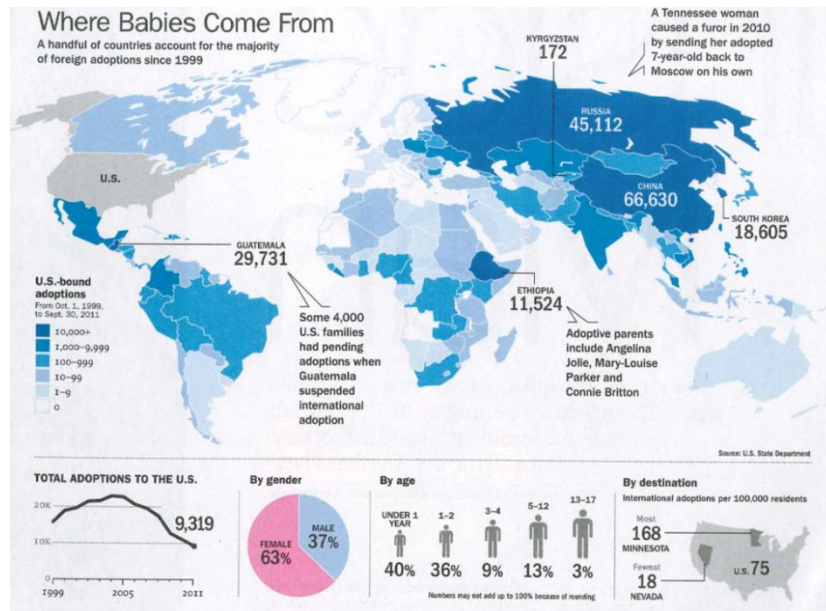 Where Babies Come From
A handful of countries account for the majority
of foreign adoptions since 1999
A Tennessee woman
caused a furor in 2010
by sending her adopted
7-year-old back to
Moscow on his own
KYRGYZSTAN
172
RUSSIA
45,112
U.S.
CHINA
66,630
SOUTH KOREA
18,605
GUATEMALA
29,731
ETHIOPIA
11,524
U.S.-bound
adoptions
From Oct. 1, 1999,
to Sept. 30, 2011
10,000+
1,000–9,999
100–999
10–99
1–9
0
Some 4,000
U.S. families
had pending
adoptions when
Guatemala
suspended
international
adoption
Adoptive parents
include Angelina
Jolie, Mary-Louise
Parker and
Connie Britton
Source: U.S. State Department
TOTAL ADOPTIONS TO THE U.S.
20K
10K
0
1999
2005
2011
9,319
By gender
FEMALE
63%
MALE
37%
By age
UNDER 1
YEAR
40%
1–2
36%
3–4
9%
5–12
13%
13–17
3%
Numbers may not add up to 100% because of rounding
By destination
International adoptions per 100,000 residents
Most
168
MINNESOTA
Fewest
18
NEVADA
U.S. 75